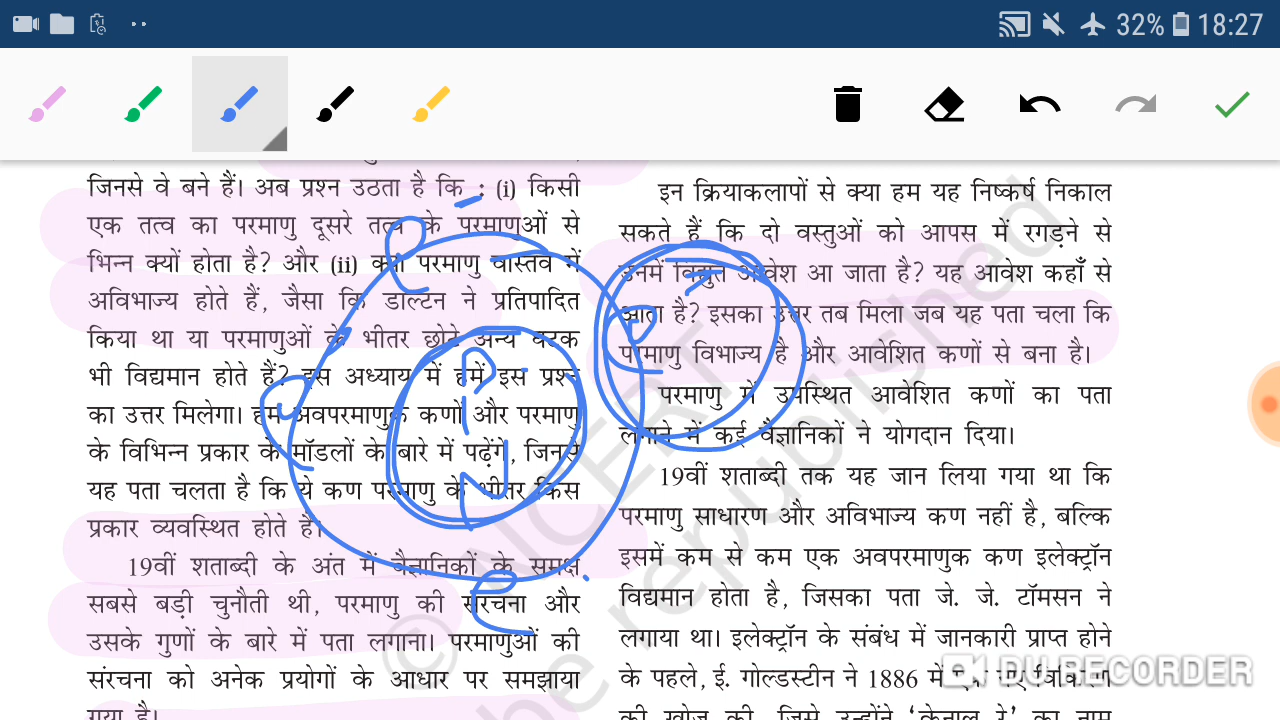 32% 18:27
जिनसे वे बने हैं। अब प्रश्न उठता है कि : (i) किसी
एक तत्व का परमाणु दूसरे तत्व के परमाणुओं से
भिन्न क्यों होता है? और (ii) क्या परमाणु वास्तव में
अविभाज्य होते हैं, जैसा कि डाल्टन ने प्रतिपादित
किया था या परमाणुओं के भीतर छोटे अन्य घटक
भी विद्यमान होते हैं? इस अध्याय में हमें इस प्रश्न
का उत्तर मिलेगा। हम अवपरमाणुक कणों और परमाणु
के विभिन्न प्रकार के मॉडलों के बारे में पढ़ेंगे, जिनसे
यह पता चलता है कि ये कण परमाणु के भीतर किस
प्रकार व्यवस्थित होते हैं।
19वीं शताब्दी के अंत में वैज्ञानिकों के समक्ष
सबसे बड़ी चुनौती थी, परमाणु की संरचना और
उसके गुणों के बारे में पता लगाना। परमाणुओं की
संरचना को अनेक प्रयोगों के आधार पर समझाया
गया है।
इन क्रियाकलापों से क्या हम यह निष्कर्ष निकाल
सकते हैं कि दो वस्तुओं को आपस में रगड़ने से
उनमें विद्युत आवेश आ जाता है? यह आवेश कहाँ से
आता है? इसका उत्तर तब मिला जब यह पता चला कि
परमाणु विभाज्य है और आवेशित कणों से बना है।
परमाणु में उपस्थित आवेशित कणों का पता
लगाने में कई वैज्ञानिकों ने योगदान दिया।
19वीं शताब्दी तक यह जान लिया गया था कि
परमाणु साधारण और अविभाज्य कण नहीं है, बल्कि
इसमें कम से कम एक अवपरमाणुक कण इलेक्ट्रॉन
विद्यमान होता है, जिसका पता जे. जे. टॉमसन ने
लगाया था। इलेक्ट्रॉन के संबंध में जानकारी प्राप्त होने
के पहले, ई. गोल्डस्टीन ने 1886 में
की खोज की, जिसे उन्होंने 'केनाल रे' का नाम
e
e
e
e
P
N
© NCERT
be republished
DU RECORDER